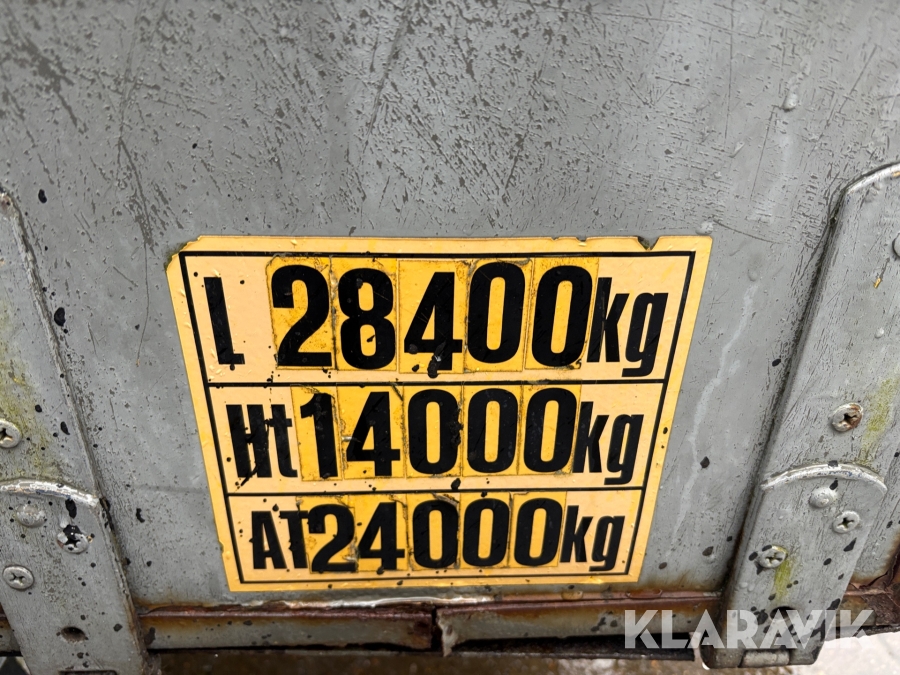 L 28400kg
Ht 14000kg
AT 24000kg
KLARAVIK